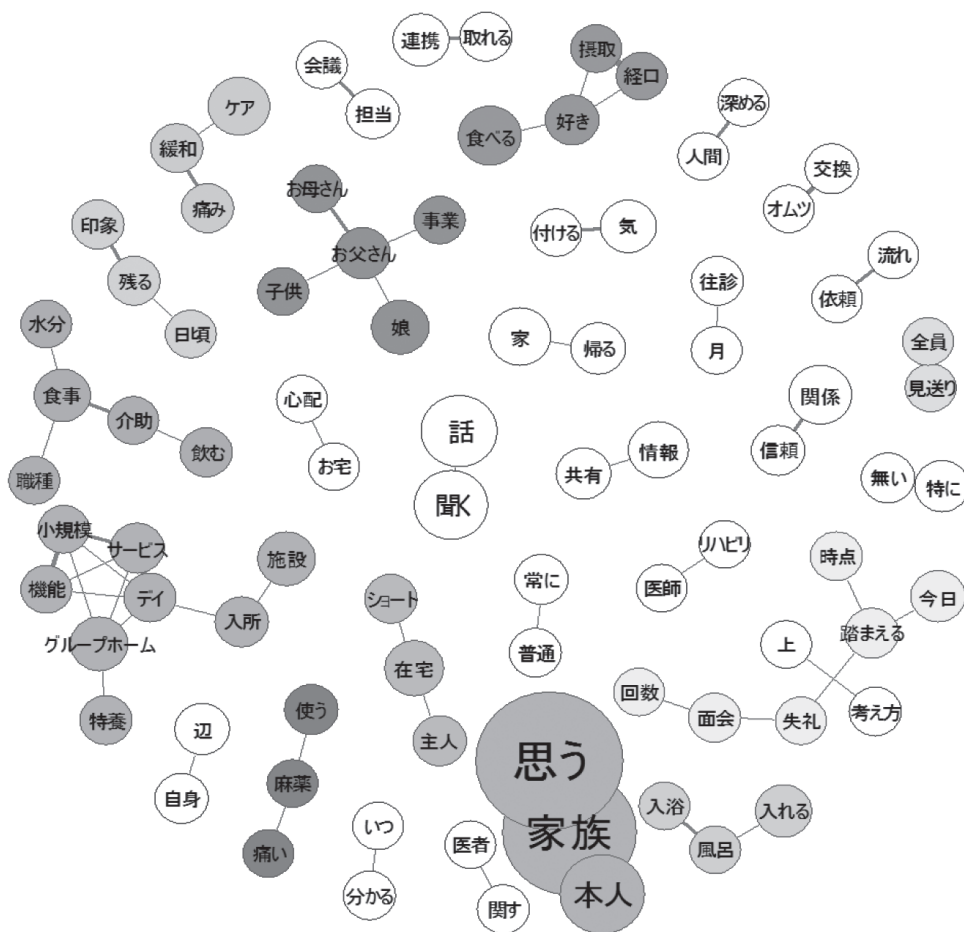 連携
取れる
会議
担当
摂取
経口
好き
食べる
深める
人間
交換
オムツ
ケア
緩和
痛み
お母さん
お父さん
事業
子供
娘
付ける
気
印象
残る
日頃
往診
月
流れ
依頼
家
帰る
全員
見送り
水分
食事
介助
飲む
職種
心配
お宅
話
聞く
共有
情報
関係
信頼
無い
特に
小規模
サービス
機能
デイ
グループホーム
特養
入所
施設
ショート
在宅
主人
常に
普通
リハビリ
医師
時点
今日
踏まえる
上
考え方
回数
面会
失礼
辺
自身
使う
麻薬
痛い
思う
家族
本人
入浴
風呂
入れる
いつ
分かる
医者
関す